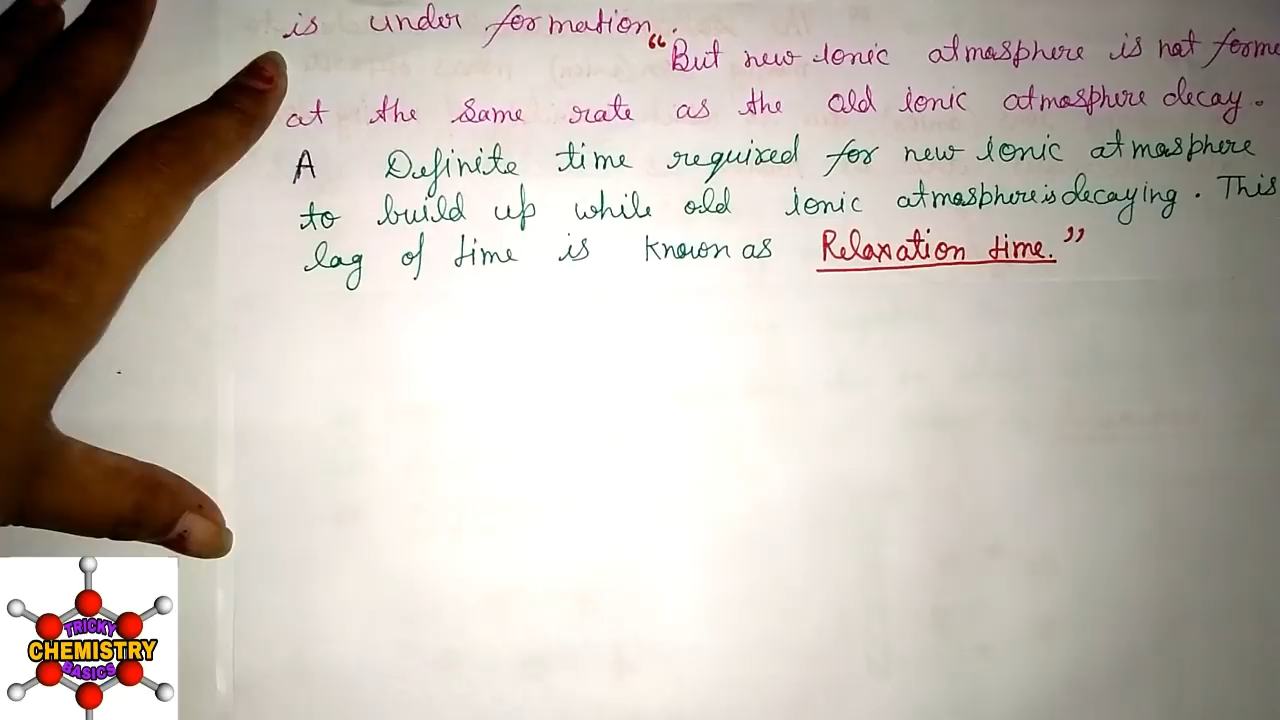 is under formation.
"But new ionic atmosphere is not forme
at the same rate as the old ionic atmosphere decay.
A Definite time required for new ionic atmosphere
to build up while old ionic atmosphere is decaying. This
lag of time is known as Relaxation time."
TRICKY
CHEMISTRY
BASICS